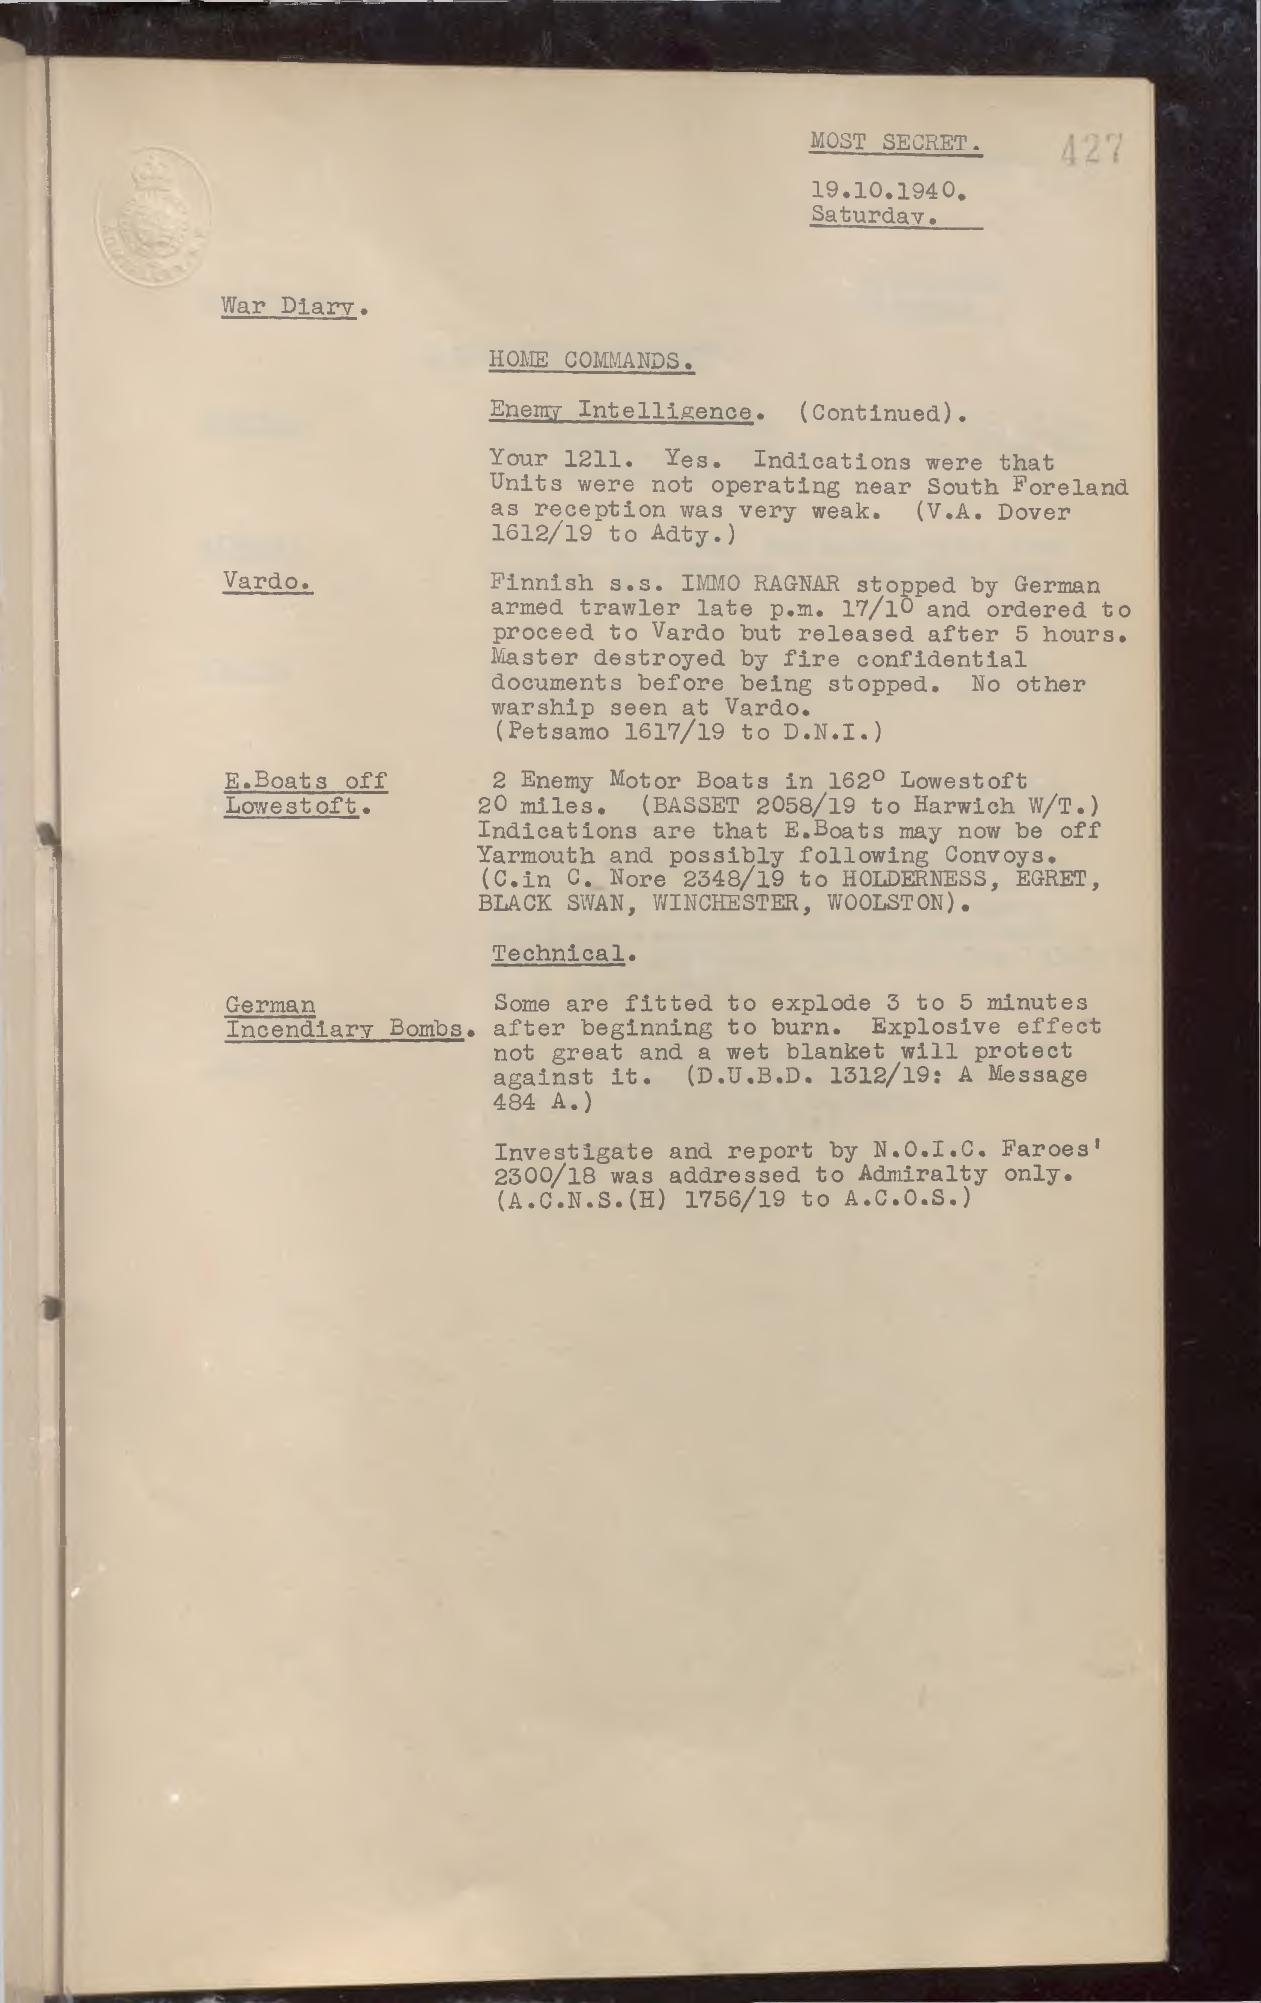 MOST SECRET.
427
19.10.1940.
Saturday.
War Diary.
HOME COMMANDS.
Enemy Intelligence. (Continued).
Your 1211. Yes. Indications were that
Units were not operating near South Foreland
as reception was very weak. (V.A. Dover
1612/19 to Adty.)
Vardo.
Finnish s.s. IMMO RAGNAR stopped by German
armed trawler late p.m. 17/10 and ordered to
proceed to Vardo but released after 5 hours.
Master destroyed by fire confidential
documents before being stopped. No other
warship seen at Vardo.
(Petsamo 1617/19 to D.N.I.)
E.Boats off
Lowestoft.
2 Enemy Motor Boats in 162° Lowestoft
20 miles. (BASSET 2058/19 to Harwich W/T.)
Indications are that E.Boats may now be off
Yarmouth and possibly following Convoys.
(C.in C. Nore 2348/19 to HOLDERNESS, EGRET,
BLACK SWAN, WINCHESTER, WOOLSTON).
Technical.
German
Incendiary Bombs.
Some are fitted to explode 3 to 5 minutes
after beginning to burn. Explosive effect
not great and a wet blanket will protect
against it. (D.U.B.D. 1312/19: A Message
484 A.)
Investigate and report by N.O.I.C. Faroes'
2300/18 was addressed to Admiralty only.
(A.C.N.S.(H) 1756/19 to A.C.O.S.)